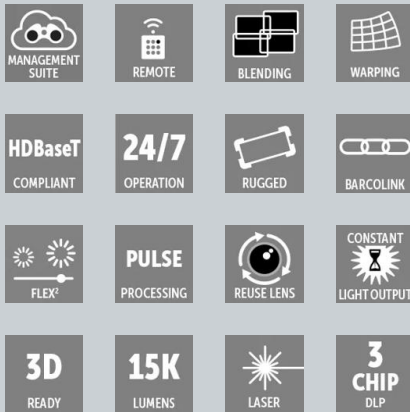 MANAGEMENT
SUITE
REMOTE
BLENDING
WARPING
HDBaseT
COMPLIANT
24/7
OPERATION
RUGGED
BARCOLINK
FLEX²
PULSE
PROCESSING
REUSE LENS
CONSTANT
LIGHT OUTPUT
3D
READY
15K
LUMENS
LASER
3
CHIP
DLP